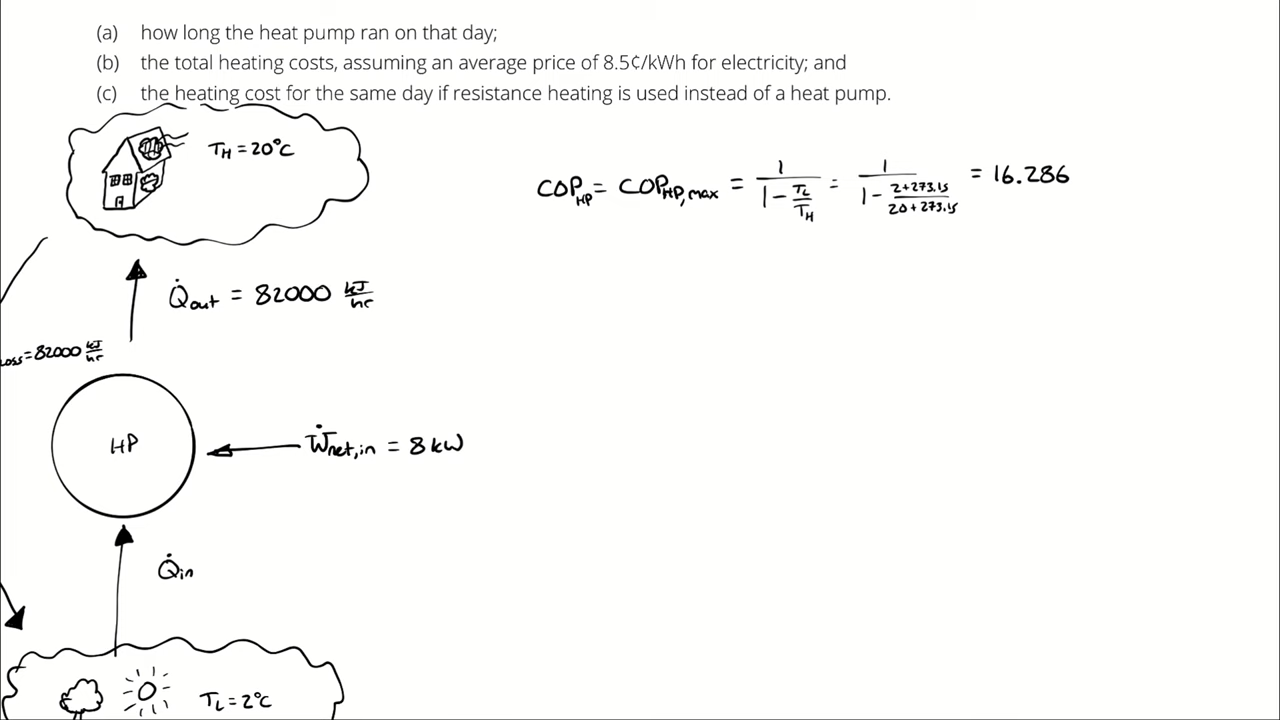 (a) how long the heat pump ran on that day;
(b) the total heating costs, assuming an average price of 8.5¢/kWh for electricity; and
(c) the heating cost for the same day if resistance heating is used instead of a heat pump.
T_H = 20°C
COP_HP = COP_HP,max = 1/(1 - T_L/T_H) = 1/(1 - (2+273.15)/(20+273.15)) = 16.286
Q̇out = 82000 kJ/hr
Loss = 82000 kJ/hr
HP
Ẇnet,in = 8 kW
Q̇in
T_L = 2°C